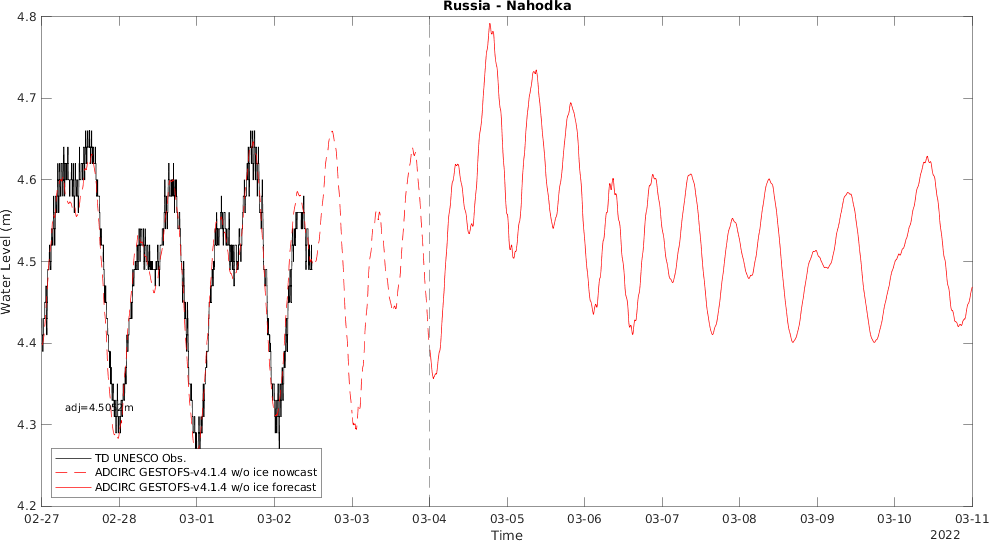 Russia - Nahodka
4.8
4.7
4.6
4.5
4.4
4.3
4.2
Water Level (m)
adj=4.5052m
TD UNESCO Obs.
ADCIRC GESTOFS-v4.1.4 w/o ice nowcast
ADCIRC GESTOFS-v4.1.4 w/o ice forecast
02-27 02-28 03-01 03-02 03-03 03-04 03-05 03-06 03-07 03-08 03-09 03-10 03-11
Time
2022